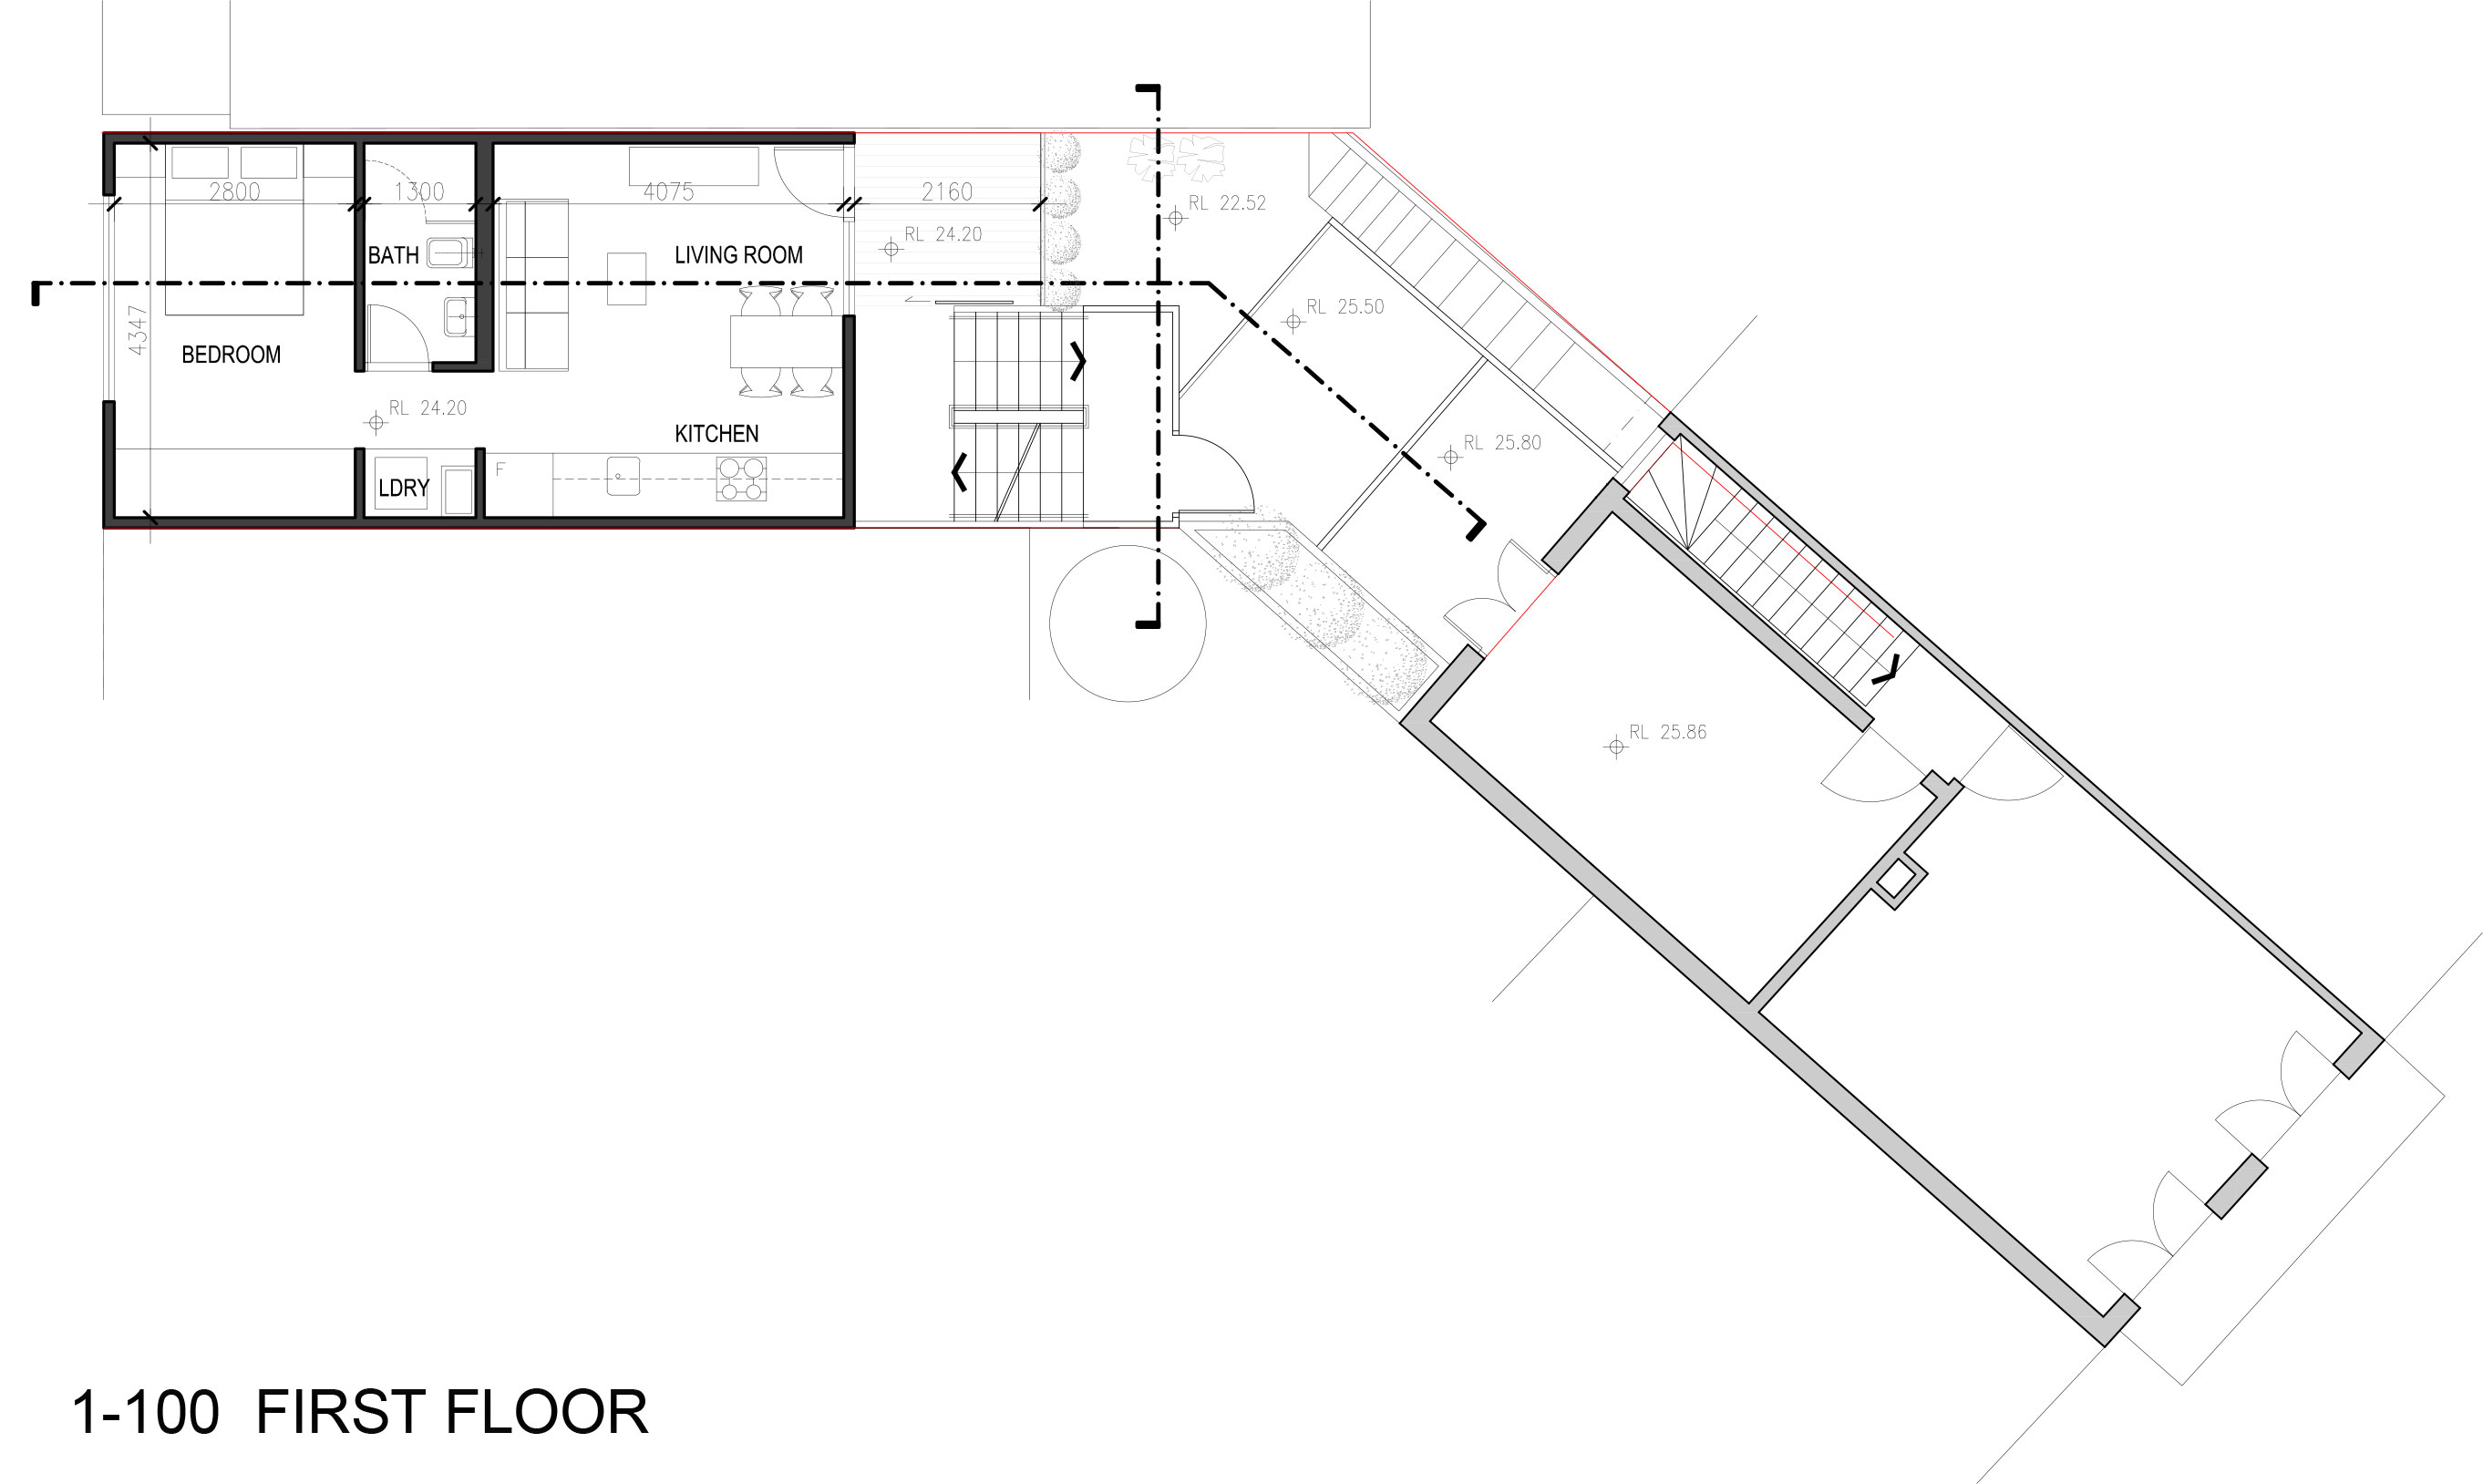 2800
1300
4075
2160
RL 22.52
RL 24.20
BATH
LIVING ROOM
RL 25.50
4347
BEDROOM
RL 24.20
KITCHEN
RL 25.80
F
LDRY
RL 25.86
1-100 FIRST FLOOR